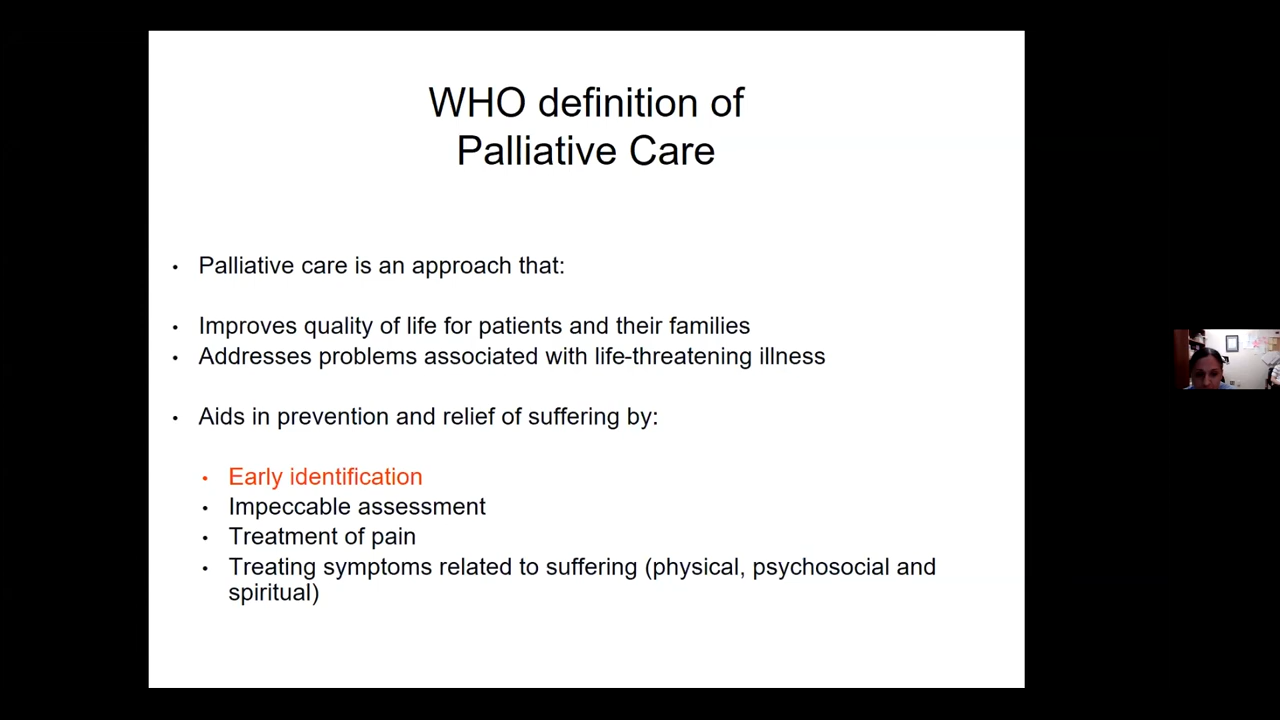 WHO definition of
Palliative Care
• Palliative care is an approach that:
• Improves quality of life for patients and their families
• Addresses problems associated with life-threatening illness
• Aids in prevention and relief of suffering by:
• Early identification
• Impeccable assessment
• Treatment of pain
• Treating symptoms related to suffering (physical, psychosocial and
spiritual)